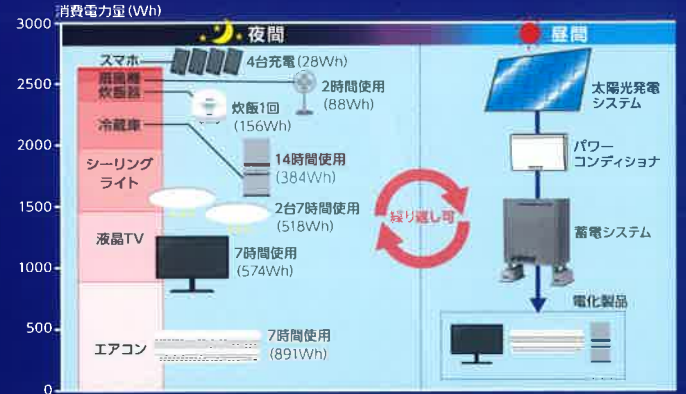 消費電力量(Wh)
3000
2500
2000
1500
1000
500
0
夜間
スマホ
4台充電(28Wh)
扇風機
2時間使用
(88Wh)
炊飯器
炊飯1回
(156Wh)
冷蔵庫
14時間使用
(384Wh)
シーリング
ライト
2台7時間使用
(518Wh)
液晶TV
7時間使用
(574Wh)
エアコン
7時間使用
(891Wh)
繰り返し可
昼間
太陽光発電
システム
パワー
コンディショナ
蓄電システム
電化製品